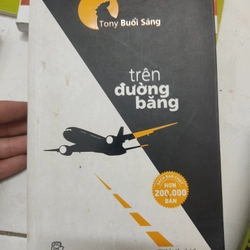 Tony Buổi Sáng
trên
đường
băng
HƠN
200.000
BẢN